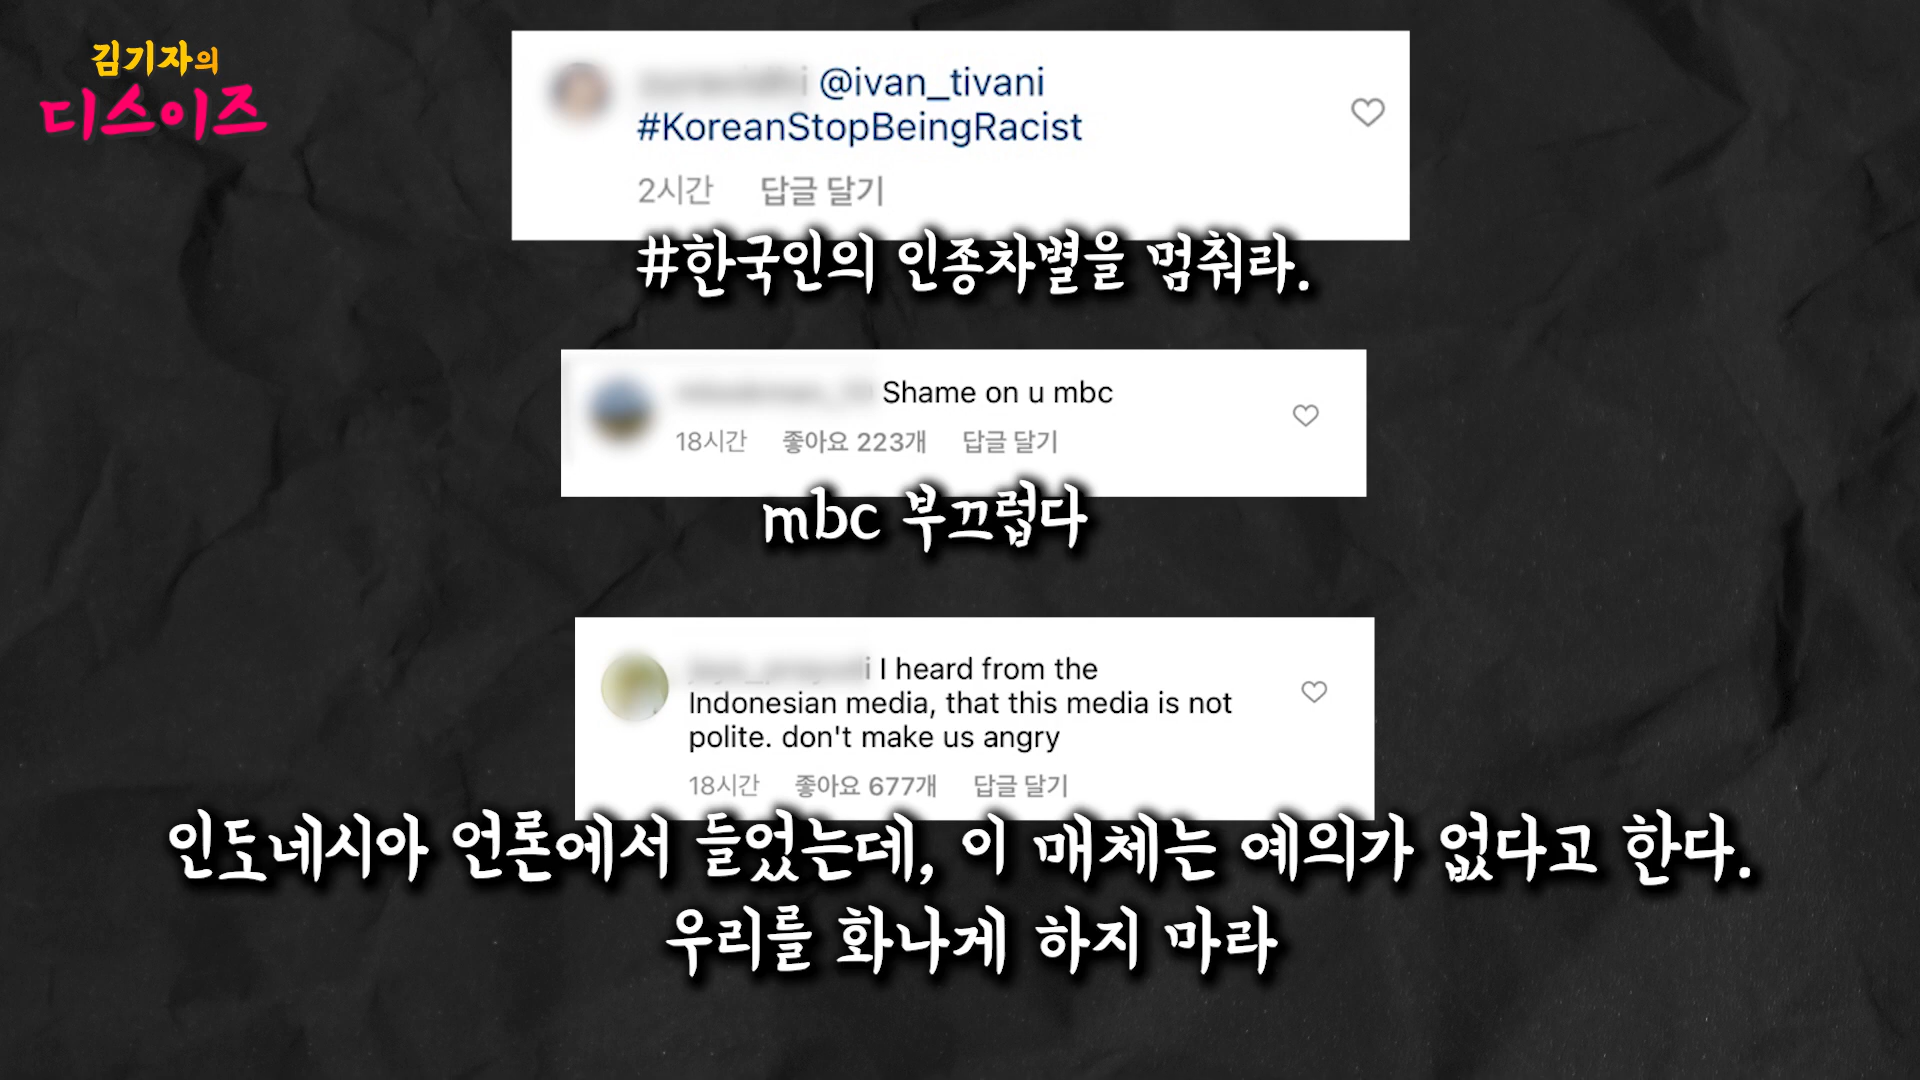 김기자의
디스이즈
@ivan_tivani
#KoreanStopBeingRacist
2시간 답글 달기
#한국인의 인종차별을 멈춰라.
Shame on u mbc
18시간 좋아요 223개 답글 달기
mbc 부끄럽다
I heard from the
Indonesian media, that this media is not
polite. don't make us angry
18시간 좋아요 677개 답글 달기
인도네시아 언론에서 들었는데, 이 매체는 예의가 없다고 한다.
우리를 화나게 하지 마라